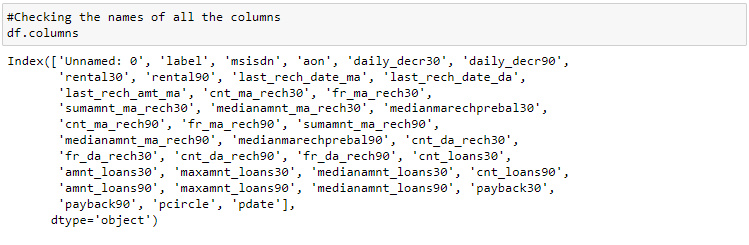 #Checking the names of all the columns
df.columns
Index(['Unnamed: 0', 'label', 'msisdn', 'aon', 'daily_decr30', 'daily_decr90',
'rental30', 'rental90', 'last_rech_date_ma', 'last_rech_date_da',
'last_rech_amt_ma', 'cnt_ma_rech30', 'fr_ma_rech30',
'sumamnt_ma_rech30', 'medianamnt_ma_rech30', 'medianmarechprebal30',
'cnt_ma_rech90', 'fr_ma_rech90', 'sumamnt_ma_rech90',
'medianamnt_ma_rech90', 'medianmarechprebal90', 'cnt_da_rech30',
'fr_da_rech30', 'cnt_da_rech90', 'fr_da_rech90', 'cnt_loans30',
'amnt_loans30', 'maxamnt_loans30', 'medianamnt_loans30', 'cnt_loans90',
'amnt_loans90', 'maxamnt_loans90', 'medianamnt_loans90', 'payback30',
'payback90', 'pcircle', 'pdate'],
dtype='object')